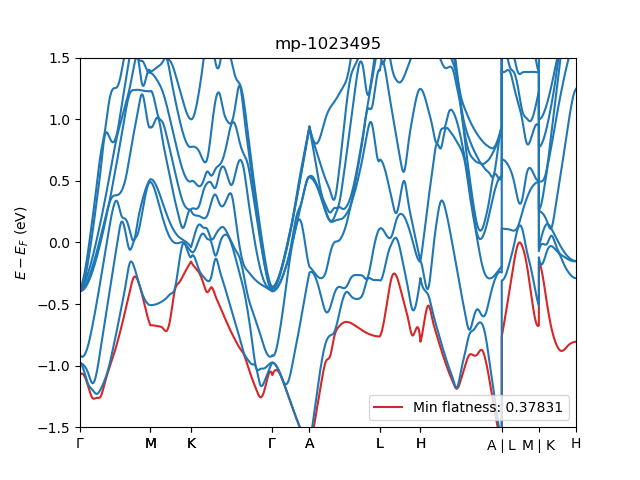 mp-1023495
E − E_F (eV)
1.5
1.0
0.5
0.0
−0.5
−1.0
−1.5
Min flatness: 0.37831
Γ M K Γ A L H A | L M | K H